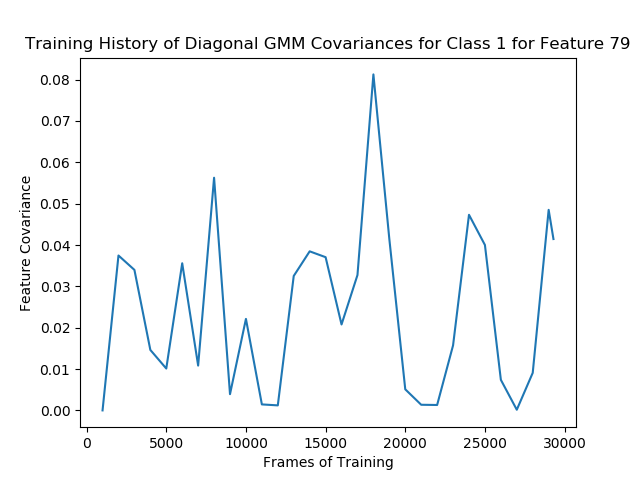 Training History of Diagonal GMM Covariances for Class 1 for Feature 79
0.08
0.07
0.06
0.05
0.04
0.03
0.02
0.01
0.00
Feature Covariance
0 5000 10000 15000 20000 25000 30000
Frames of Training